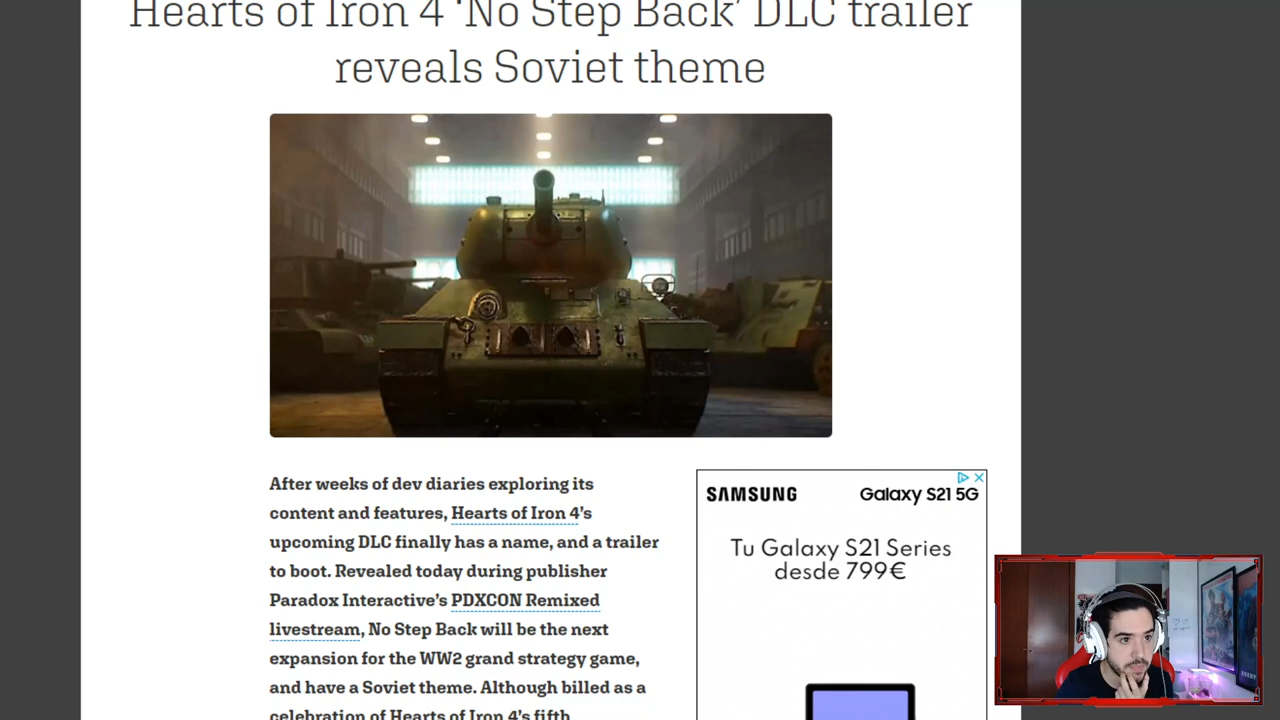 Hearts of Iron 4 ‘No Step Back’ DLC trailer
reveals Soviet theme
After weeks of dev diaries exploring its
content and features, Hearts of Iron 4’s
upcoming DLC finally has a name, and a trailer
to boot. Revealed today during publisher
Paradox Interactive’s PDXCON Remixed
livestream, No Step Back will be the next
expansion for the WW2 grand strategy game,
and have a Soviet theme. Although billed as a
celebration of Hearts of Iron 4’s fifth
SAMSUNG
Galaxy S21 5G
Tu Galaxy S21 Series
desde 799€